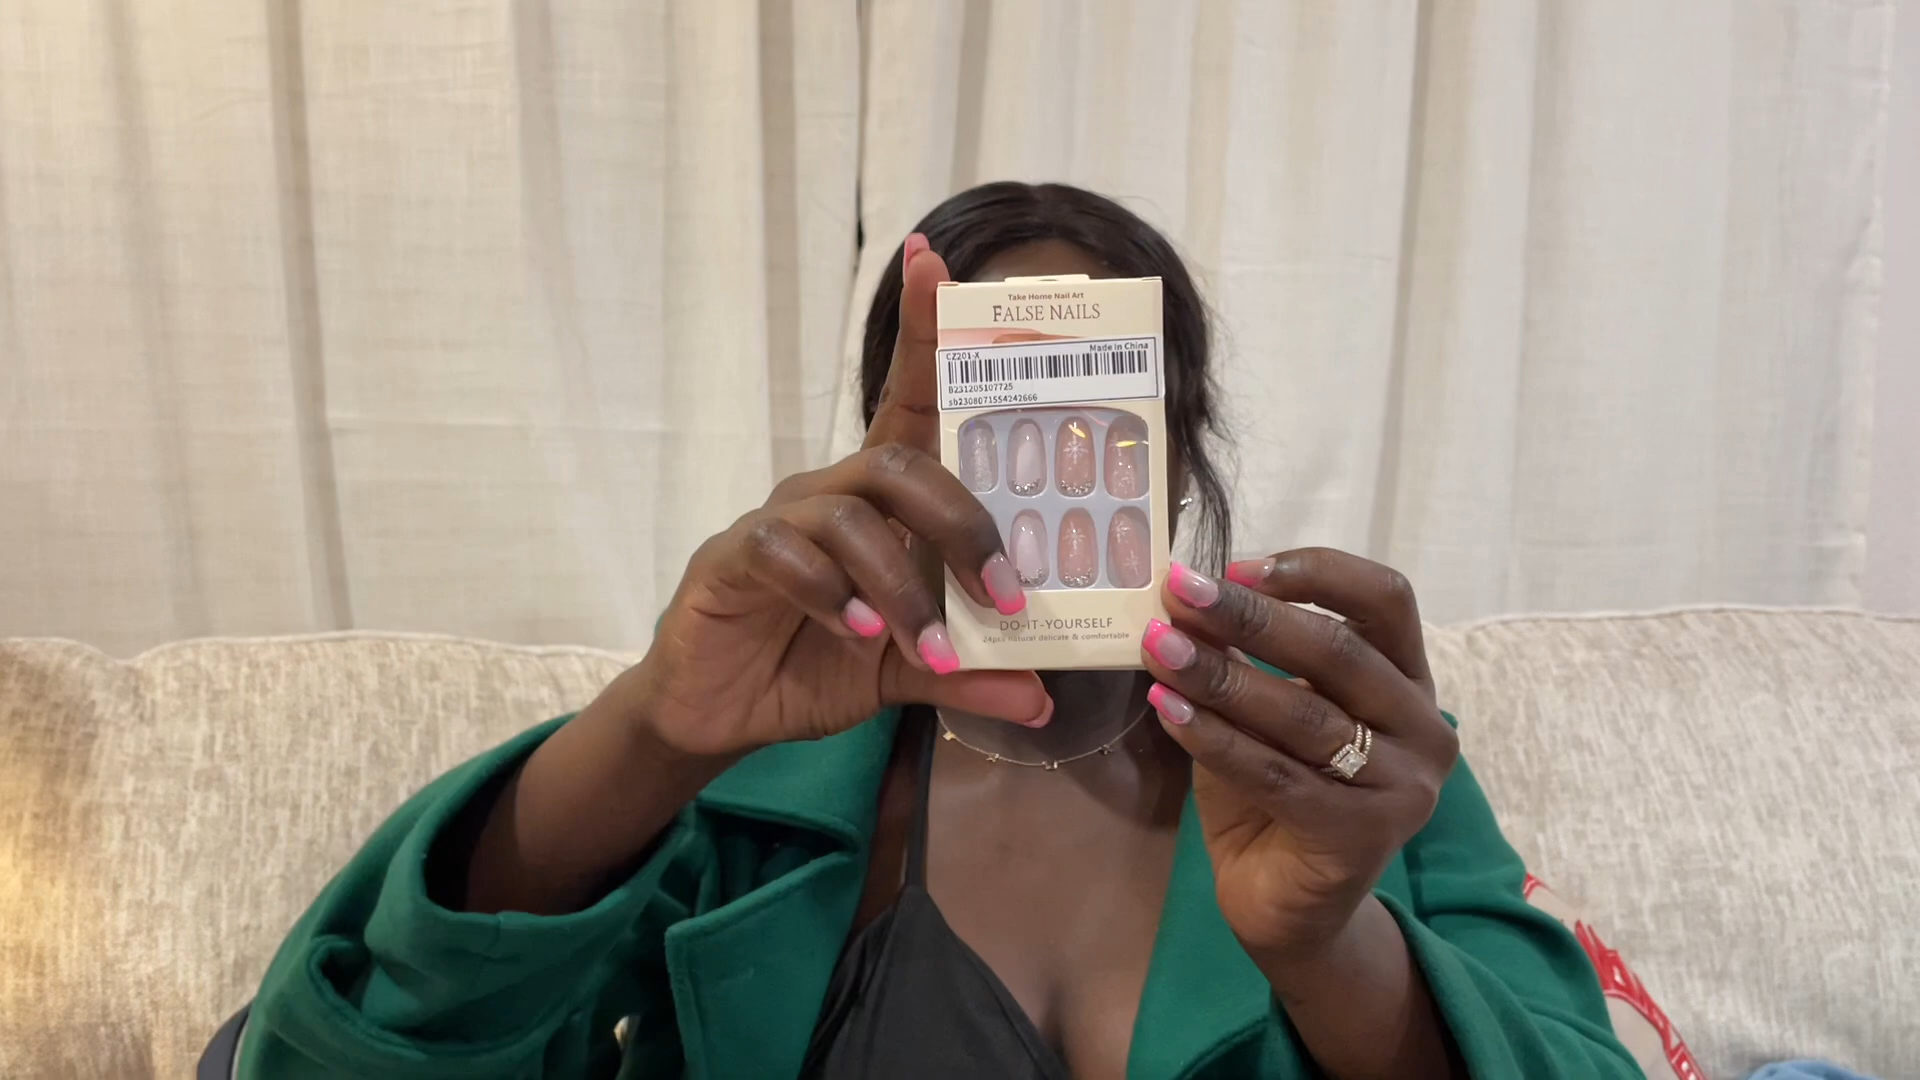 Take Home Nail Art
FALSE NAILS
CZ201-X Made in China
B231205107725
sb2308071554242666
DO-IT-YOURSELF
24pcs natural delicate & comfortable